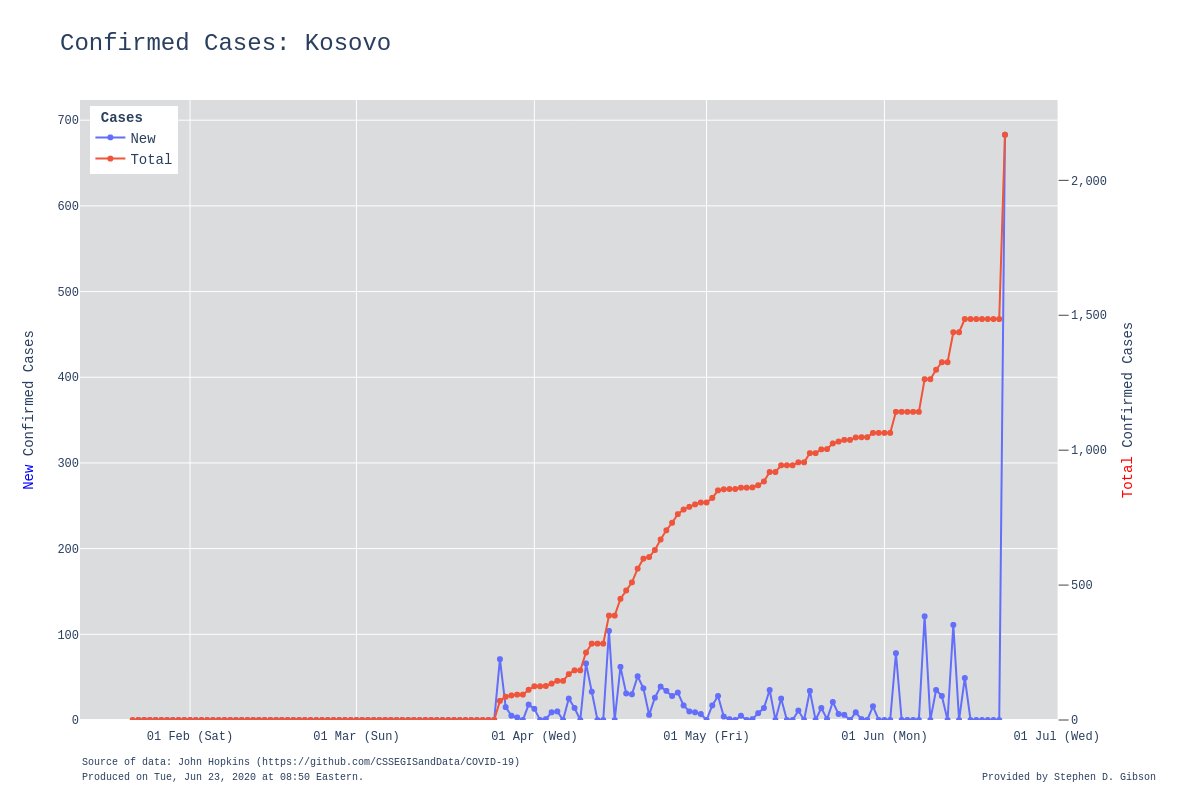 Confirmed Cases: Kosovo
Cases
New
Total
700
600
500
400
300
200
100
0
2,000
1,500
1,000
500
0
New Confirmed Cases
Total Confirmed Cases
01 Feb (Sat)
01 Mar (Sun)
01 Apr (Wed)
01 May (Fri)
01 Jun (Mon)
01 Jul (Wed)
Source of data: John Hopkins (https://github.com/CSSEGISandData/COVID-19)
Produced on Tue, Jun 23, 2020 at 08:50 Eastern.
Provided by Stephen D. Gibson